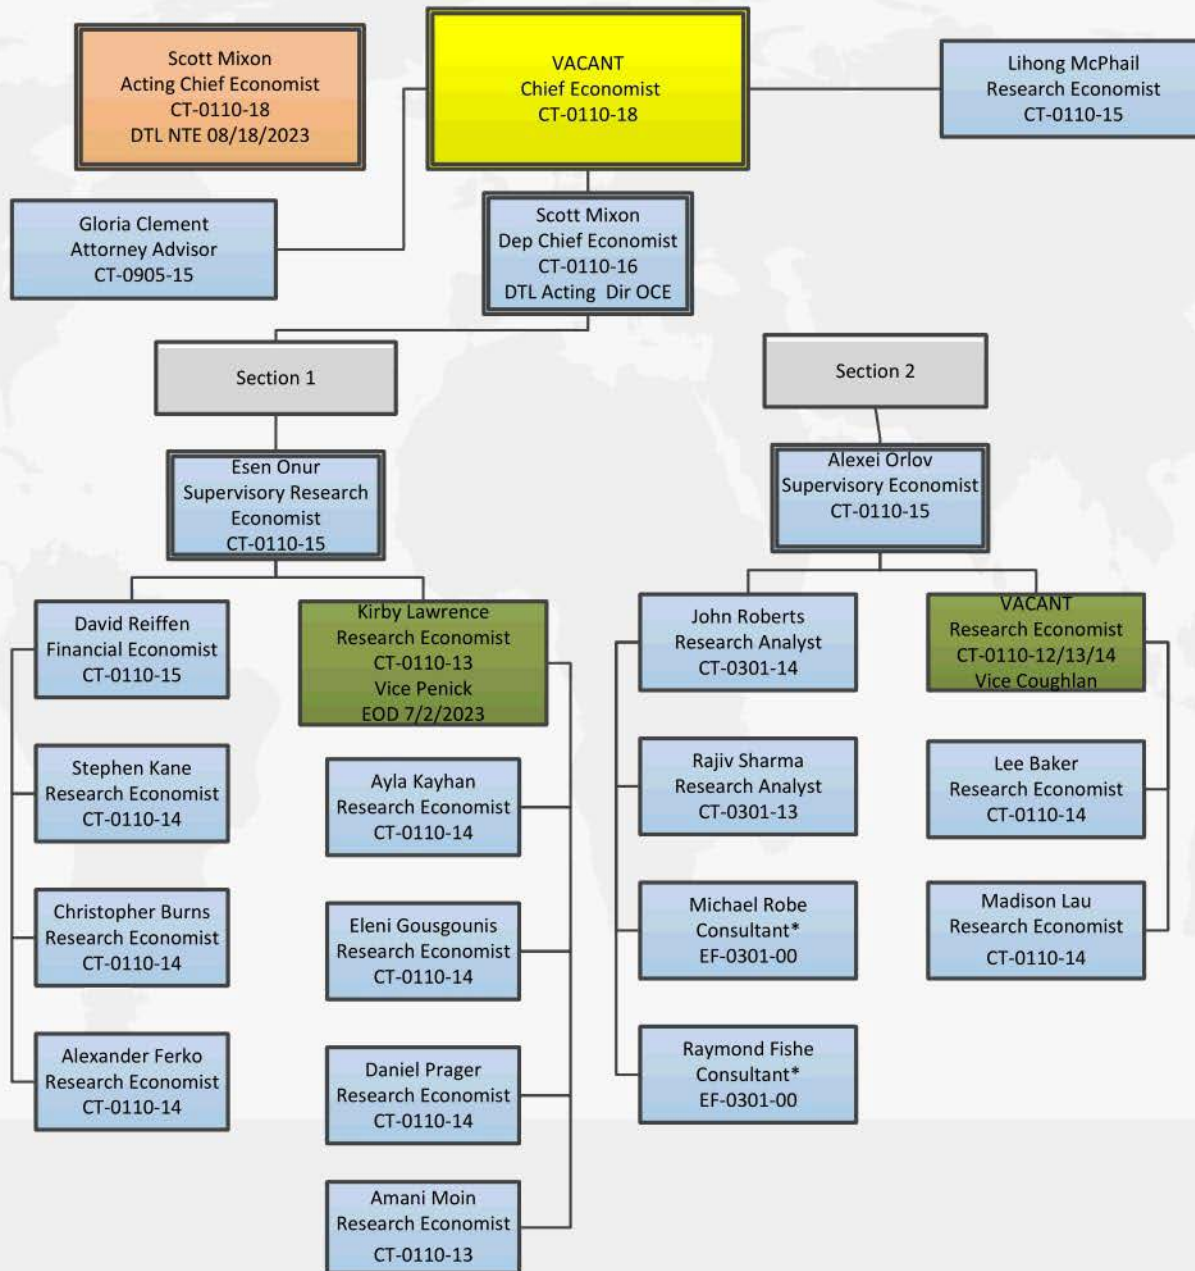 Scott Mixon
Acting Chief Economist
CT-0110-18
DTL NTE 08/18/2023
VACANT
Chief Economist
CT-0110-18
Lihong McPhail
Research Economist
CT-0110-15
Gloria Clement
Attorney Advisor
CT-0905-15
Scott Mixon
Dep Chief Economist
CT-0110-16
DTL Acting Dir OCE
Section 1
Section 2
Esen Onur
Supervisory Research
Economist
CT-0110-15
Alexei Orlov
Supervisory Economist
CT-0110-15
David Reiffen
Financial Economist
CT-0110-15
Kirby Lawrence
Research Economist
CT-0110-13
Vice Penick
EOD 7/2/2023
John Roberts
Research Analyst
CT-0301-14
VACANT
Research Economist
CT-0110-12/13/14
Vice Coughlan
Stephen Kane
Research Economist
CT-0110-14
Ayla Kayhan
Research Economist
CT-0110-14
Rajiv Sharma
Research Analyst
CT-0301-13
Lee Baker
Research Economist
CT-0110-14
Christopher Burns
Research Economist
CT-0110-14
Eleni Gousgounis
Research Economist
CT-0110-14
Michael Robe
Consultant*
EF-0301-00
Madison Lau
Research Economist
CT-0110-14
Alexander Ferko
Research Economist
CT-0110-14
Daniel Prager
Research Economist
CT-0110-14
Raymond Fishe
Consultant*
EF-0301-00
Amani Moin
Research Economist
CT-0110-13